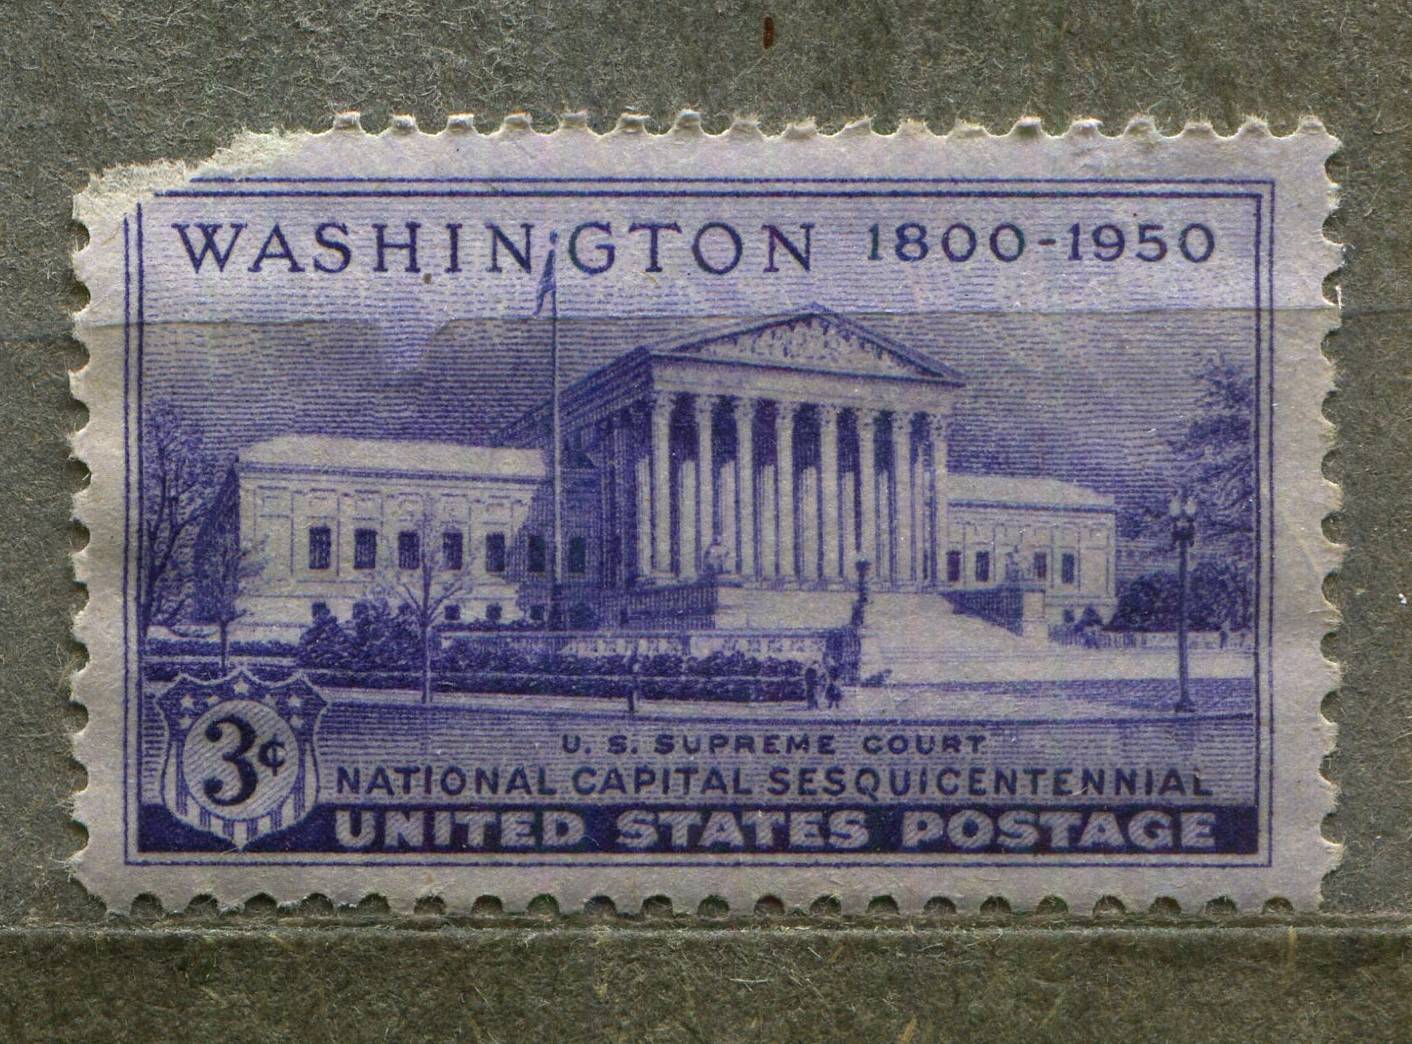 WASHINGTON 1800-1950
U. S. SUPREME COURT
NATIONAL CAPITAL SESQUICENTENNIAL
3¢
UNITED STATES POSTAGE